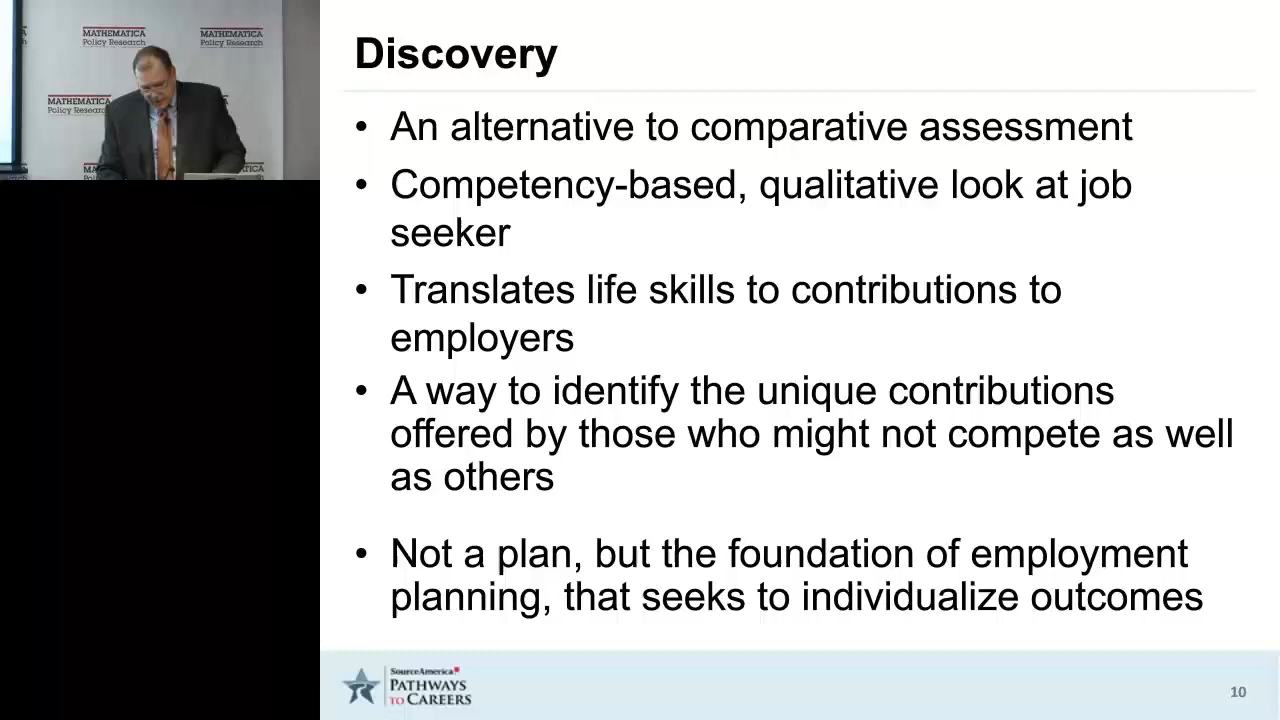 MATHEMATICA
Policy Research
MATHEMATICA
Policy Research
MATHEMATICA
Policy Research
Discovery
• An alternative to comparative assessment
• Competency-based, qualitative look at job
seeker
• Translates life skills to contributions to
employers
• A way to identify the unique contributions
offered by those who might not compete as well
as others
• Not a plan, but the foundation of employment
planning, that seeks to individualize outcomes
SourceAmerica
PATHWAYS
TO CAREERS
10